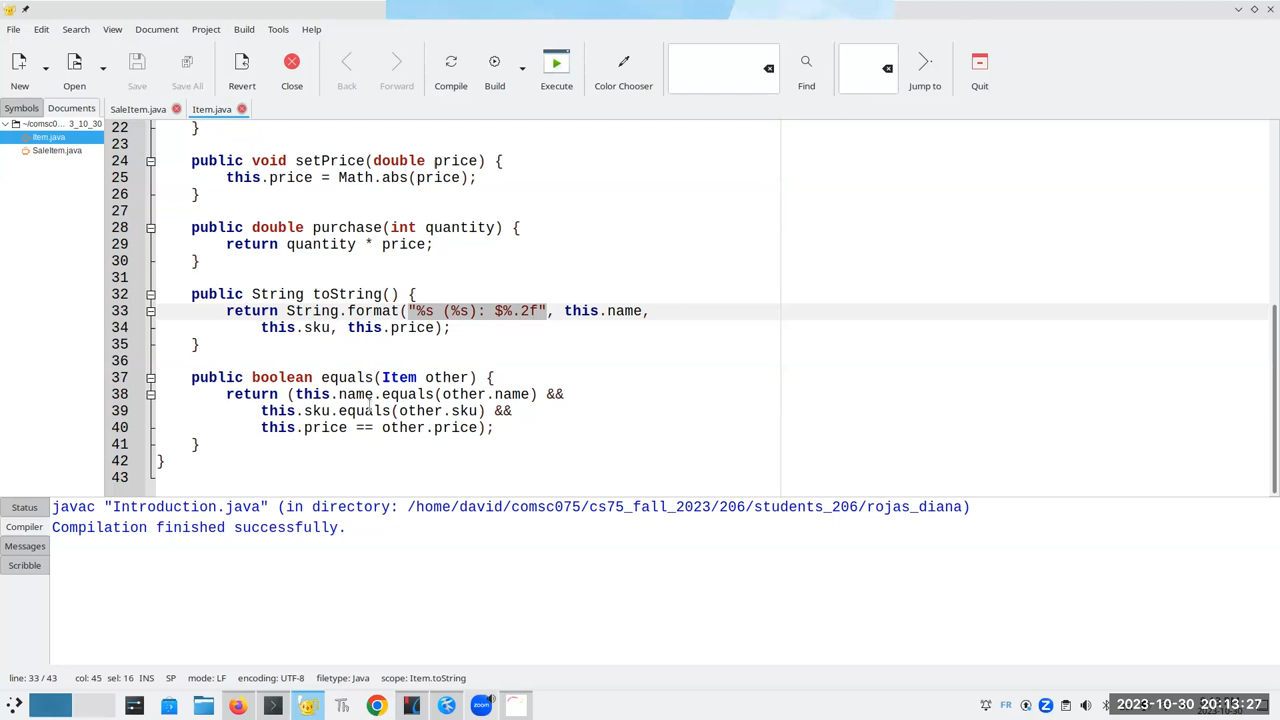 File Edit Search View Document Project Build Tools Help
New Open Save Save All Revert Close Back Forward Compile Build Execute Color Chooser Find Jump to Quit
Symbols Documents SaleItem.java Item.java
~/comsc0... 3_10_30
Item.java
SaleItem.java
22 }
23
24 public void setPrice(double price) {
25 this.price = Math.abs(price);
26 }
27
28 public double purchase(int quantity) {
29 return quantity * price;
30 }
31
32 public String toString() {
33 return String.format("%s (%s): $%.2f", this.name,
34 this.sku, this.price);
35 }
36
37 public boolean equals(Item other) {
38 return (this.name.equals(other.name) &&
39 this.sku.equals(other.sku) &&
40 this.price == other.price);
41 }
42 }
43
Status
Compiler
Messages
Scribble
javac "Introduction.java" (in directory: /home/david/comsc075/cs75_fall_2023/206/students_206/rojas_diana)
Compilation finished successfully.
line: 33 / 43 col: 45 sel: 16 INS SP mode: LF encoding: UTF-8 filetype: Java scope: Item.toString
Th zoom FR 2023-10-30 20:13:27